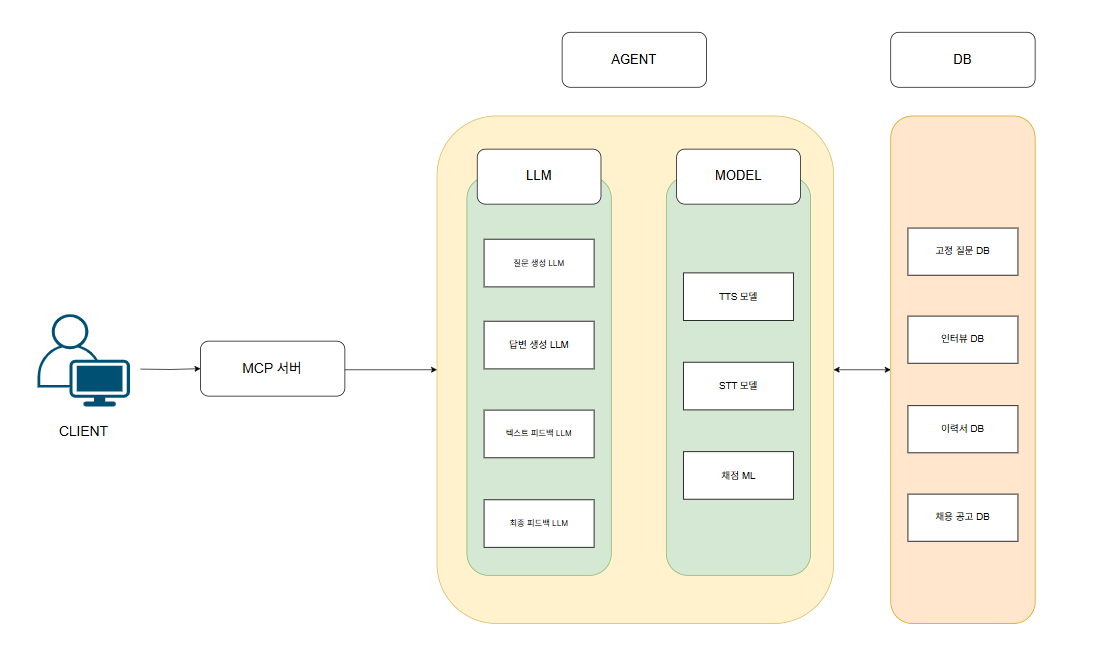 AGENT
DB
LLM
MODEL
질문 생성 LLM
답변 생성 LLM
텍스트 피드백 LLM
최종 피드백 LLM
TTS 모델
STT 모델
채점 ML
고정 질문 DB
인터뷰 DB
이력서 DB
채용 공고 DB
MCP 서버
CLIENT